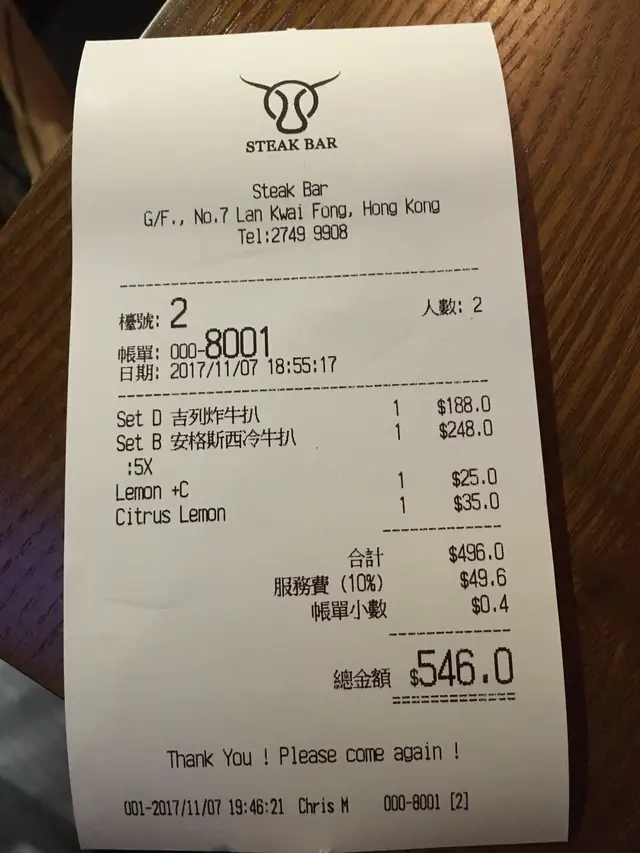 STEAK BAR
Steak Bar
G/F., No.7 Lan Kwai Fong, Hong Kong
Tel:2749 9908
檯號: 2 人數: 2
帳單: 000-8001
日期: 2017/11/07 18:55:17
Set D 吉列炸牛扒 1 $188.0
Set B 安格斯西冷牛扒 1 $248.0
:5X
Lemon +C 1 $25.0
Citrus Lemon 1 $35.0
合計 $496.0
服務費 (10%) $49.6
帳單小數 $0.4
總金額 $546.0
Thank You ! Please come again !
001-2017/11/07 19:46:21 Chris M 000-8001 [2]